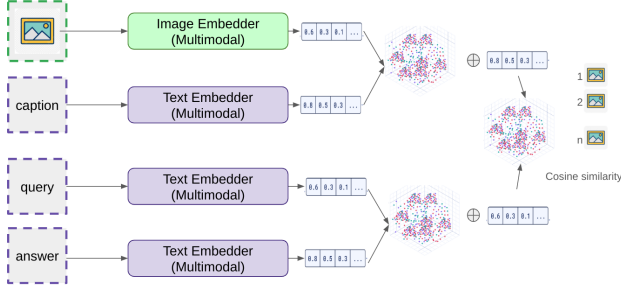 Image Embedder
(Multimodal)
0.6 0.3 0.1 ...
caption
Text Embedder
(Multimodal)
0.8 0.5 0.3 ...
0.8 0.5 0.3 ...
1
2
n
Cosine similarity
query
Text Embedder
(Multimodal)
0.6 0.3 0.1 ...
0.6 0.3 0.1 ...
answer
Text Embedder
(Multimodal)
0.8 0.5 0.3 ...